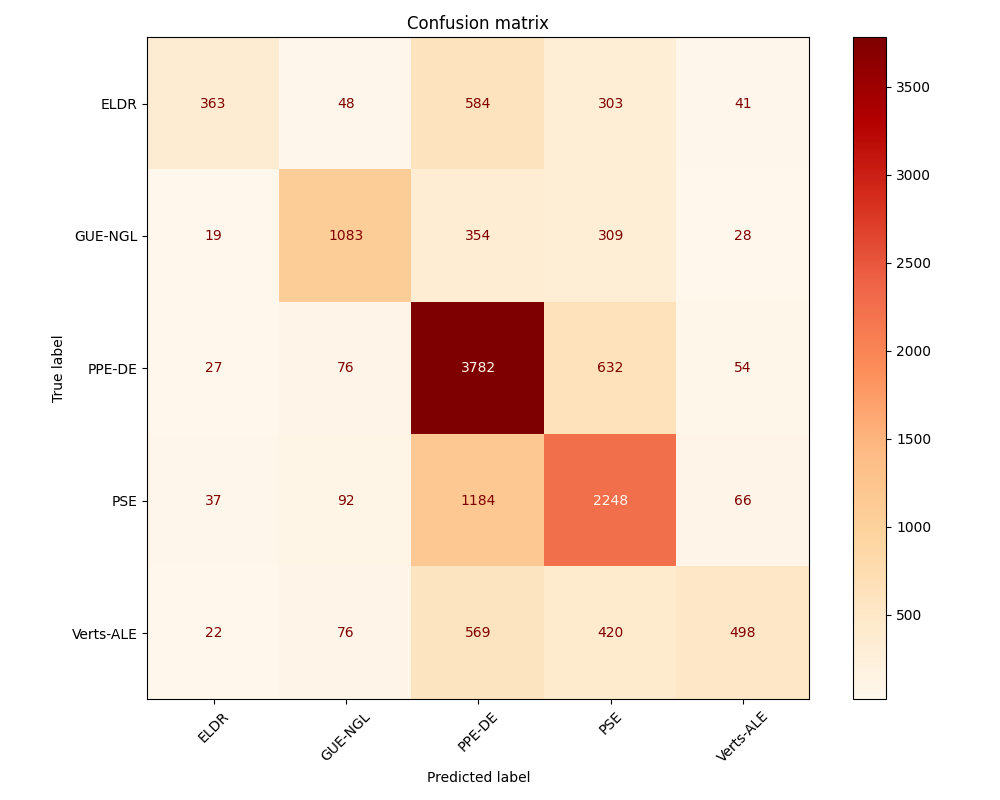 Confusion matrix
True label
ELDR 363 48 584 303 41
GUE-NGL 19 1083 354 309 28
PPE-DE 27 76 3782 632 54
PSE 37 92 1184 2248 66
Verts-ALE 22 76 569 420 498
ELDR GUE-NGL PPE-DE PSE Verts-ALE
Predicted label
3500
3000
2500
2000
1500
1000
500